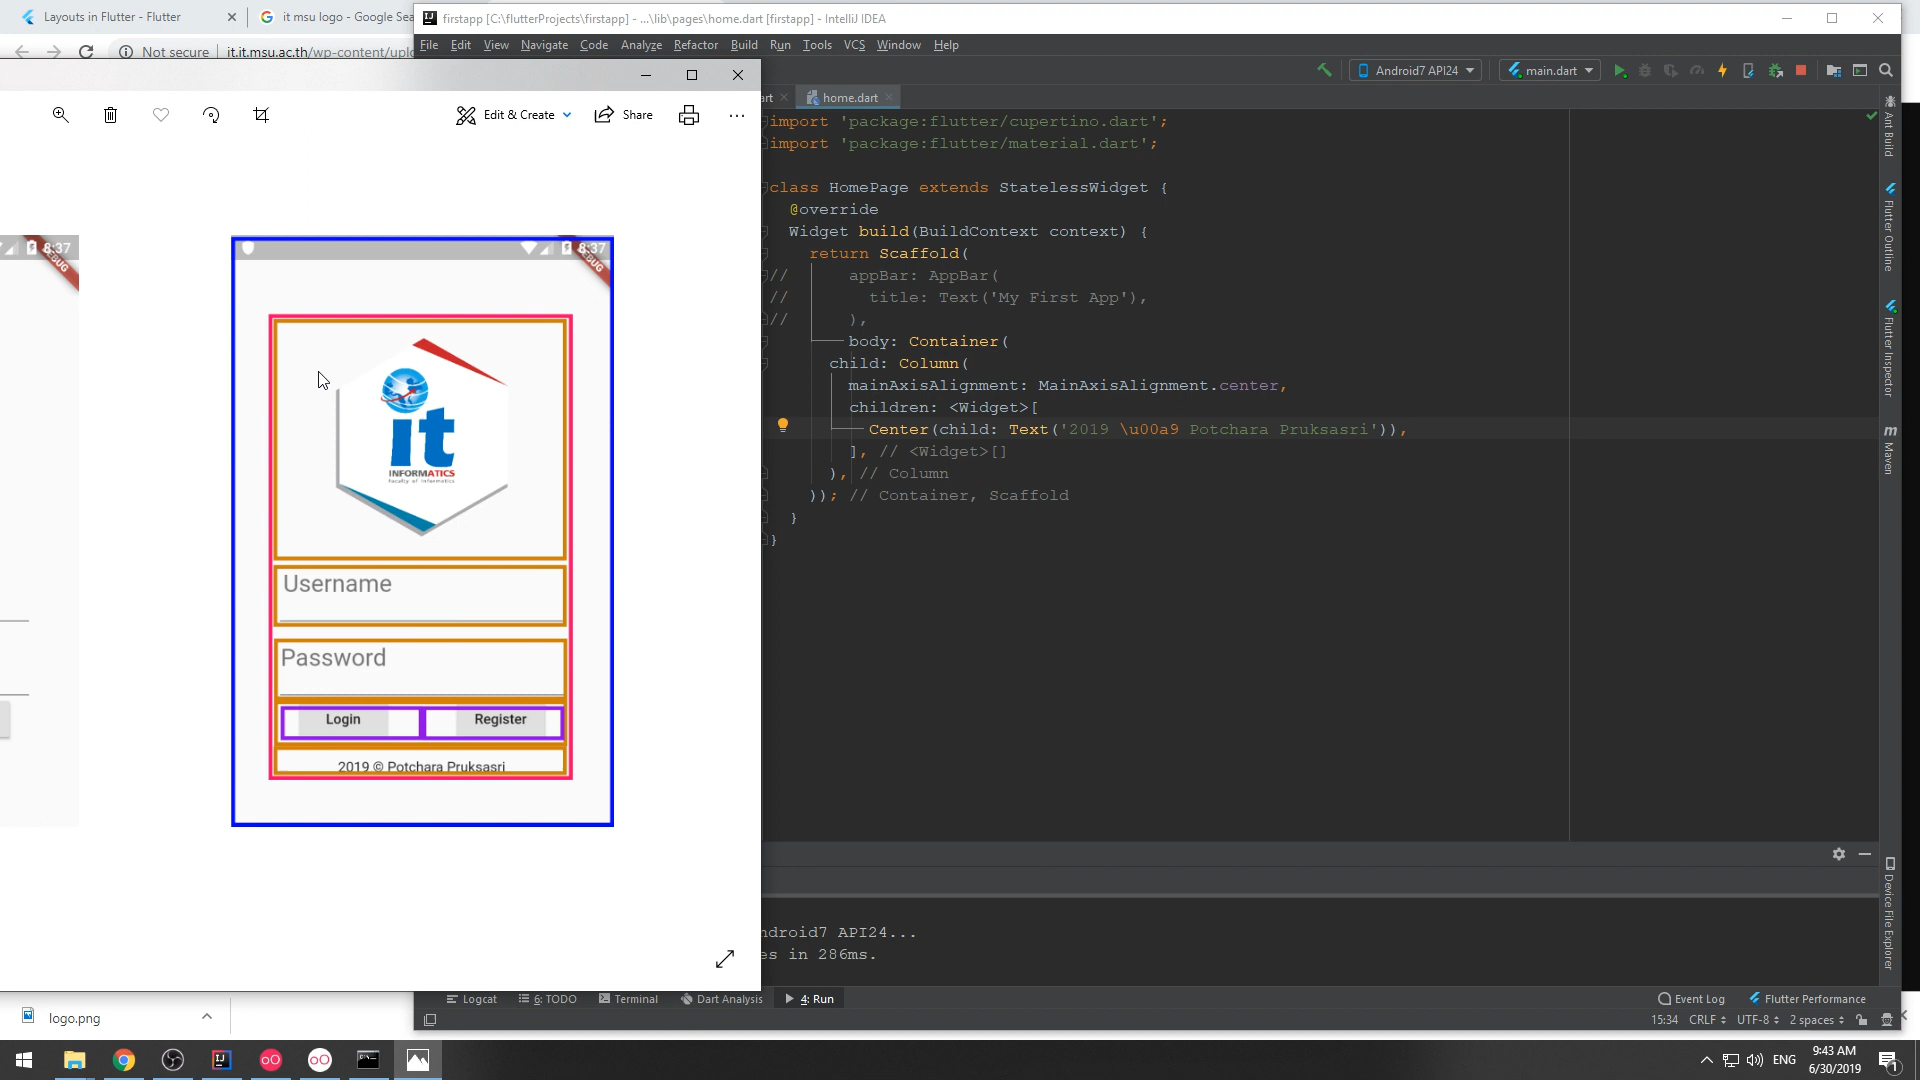 Layouts in Flutter - Flutter
it msu logo - Google Sea
Not secure
it.it.msu.ac.th/wp-content/uplo
firstapp [C:\flutterProjects\firstapp] - ...\lib\pages\home.dart [firstapp] - IntelliJ IDEA
File Edit View Navigate Code Analyze Refactor Build Run Tools VCS Window Help
Android7 API24
main.dart
Edit & Create
Share
art
home.dart
import 'package:flutter/cupertino.dart';
import 'package:flutter/material.dart';
class HomePage extends StatelessWidget {
@override
Widget build(BuildContext context) {
return Scaffold(
// appBar: AppBar(
// title: Text('My First App'),
// ),
body: Container(
child: Column(
mainAxisAlignment: MainAxisAlignment.center,
children: <Widget>[
Center(child: Text('2019 \u00a9 Potchara Pruksasri')),
], // <Widget>[]
), // Column
)); // Container, Scaffold
}
}
Ant Build
Flutter Outline
Flutter Inspector
Maven
Device File Explorer
8:37
8:37
it
INFORMATICS
Faculty of Informatics
Username
Password
Login
Register
2019 © Potchara Pruksasri
ndroid7 API24...
es in 286ms.
Logcat
6: TODO
Terminal
Dart Analysis
4: Run
Event Log
Flutter Performance
15:34 CRLF UTF-8 2 spaces
logo.png
ENG
9:43 AM
6/30/2019
1